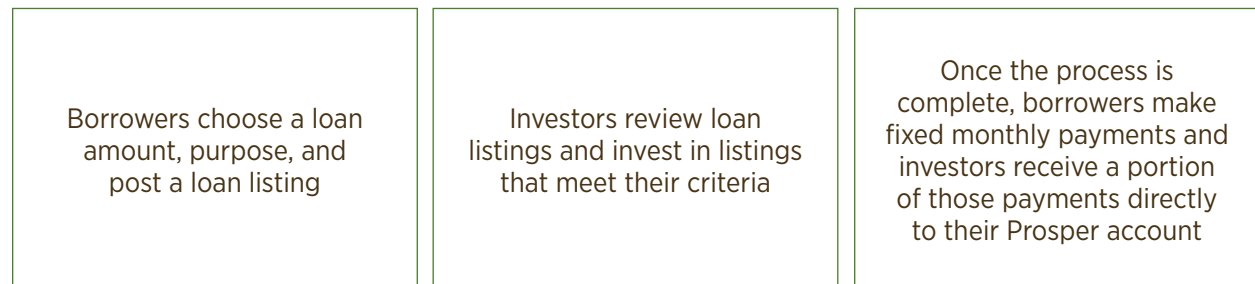 Borrowers choose a loan
amount, purpose, and
post a loan listing
Investors review loan
listings and invest in listings
that meet their criteria
Once the process is
complete, borrowers make
fixed monthly payments and
investors receive a portion
of those payments directly
to their Prosper account